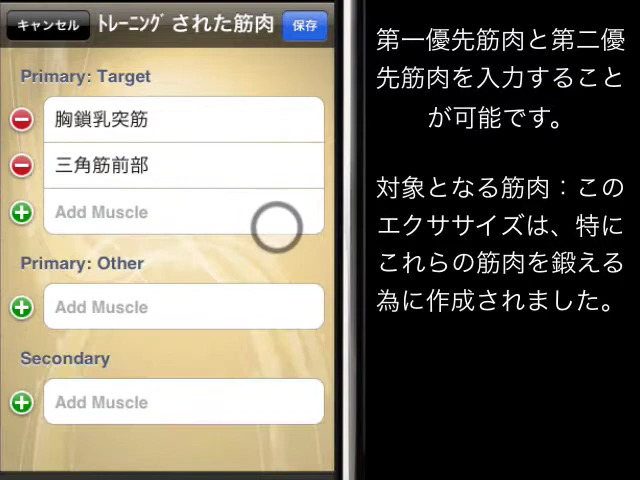 キャンセル ﾄﾚｰﾆﾝｸﾞ された筋肉 保存
Primary: Target
胸鎖乳突筋
三角筋前部
Add Muscle
Primary: Other
Add Muscle
Secondary
Add Muscle
第一優先筋肉と第二優
先筋肉を入力すること
が可能です。
対象となる筋肉：この
エクササイズは、特に
これらの筋肉を鍛える
為に作成されました。